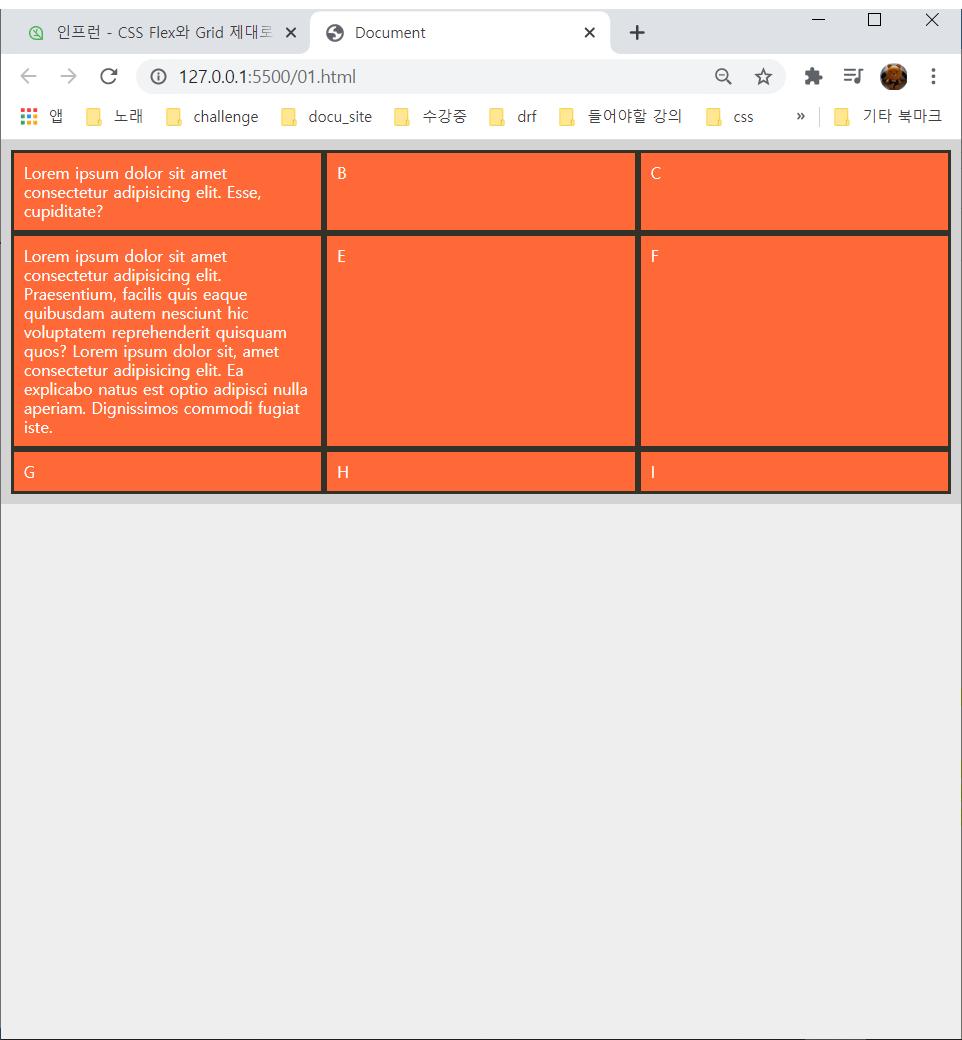 인프런 - CSS Flex와 Grid 제대로
Document
127.0.0.1:5500/01.html
앱 노래 challenge docu_site 수강중 drf 들어야할 강의 css » 기타 북마크
Lorem ipsum dolor sit amet
consectetur adipisicing elit. Esse,
cupiditate?
B
C
Lorem ipsum dolor sit amet
consectetur adipisicing elit.
Praesentium, facilis quis eaque
quibusdam autem nesciunt hic
voluptatem reprehenderit quisquam
quos? Lorem ipsum dolor sit, amet
consectetur adipisicing elit. Ea
explicabo natus est optio adipisci nulla
aperiam. Dignissimos commodi fugiat
iste.
E
F
G
H
I